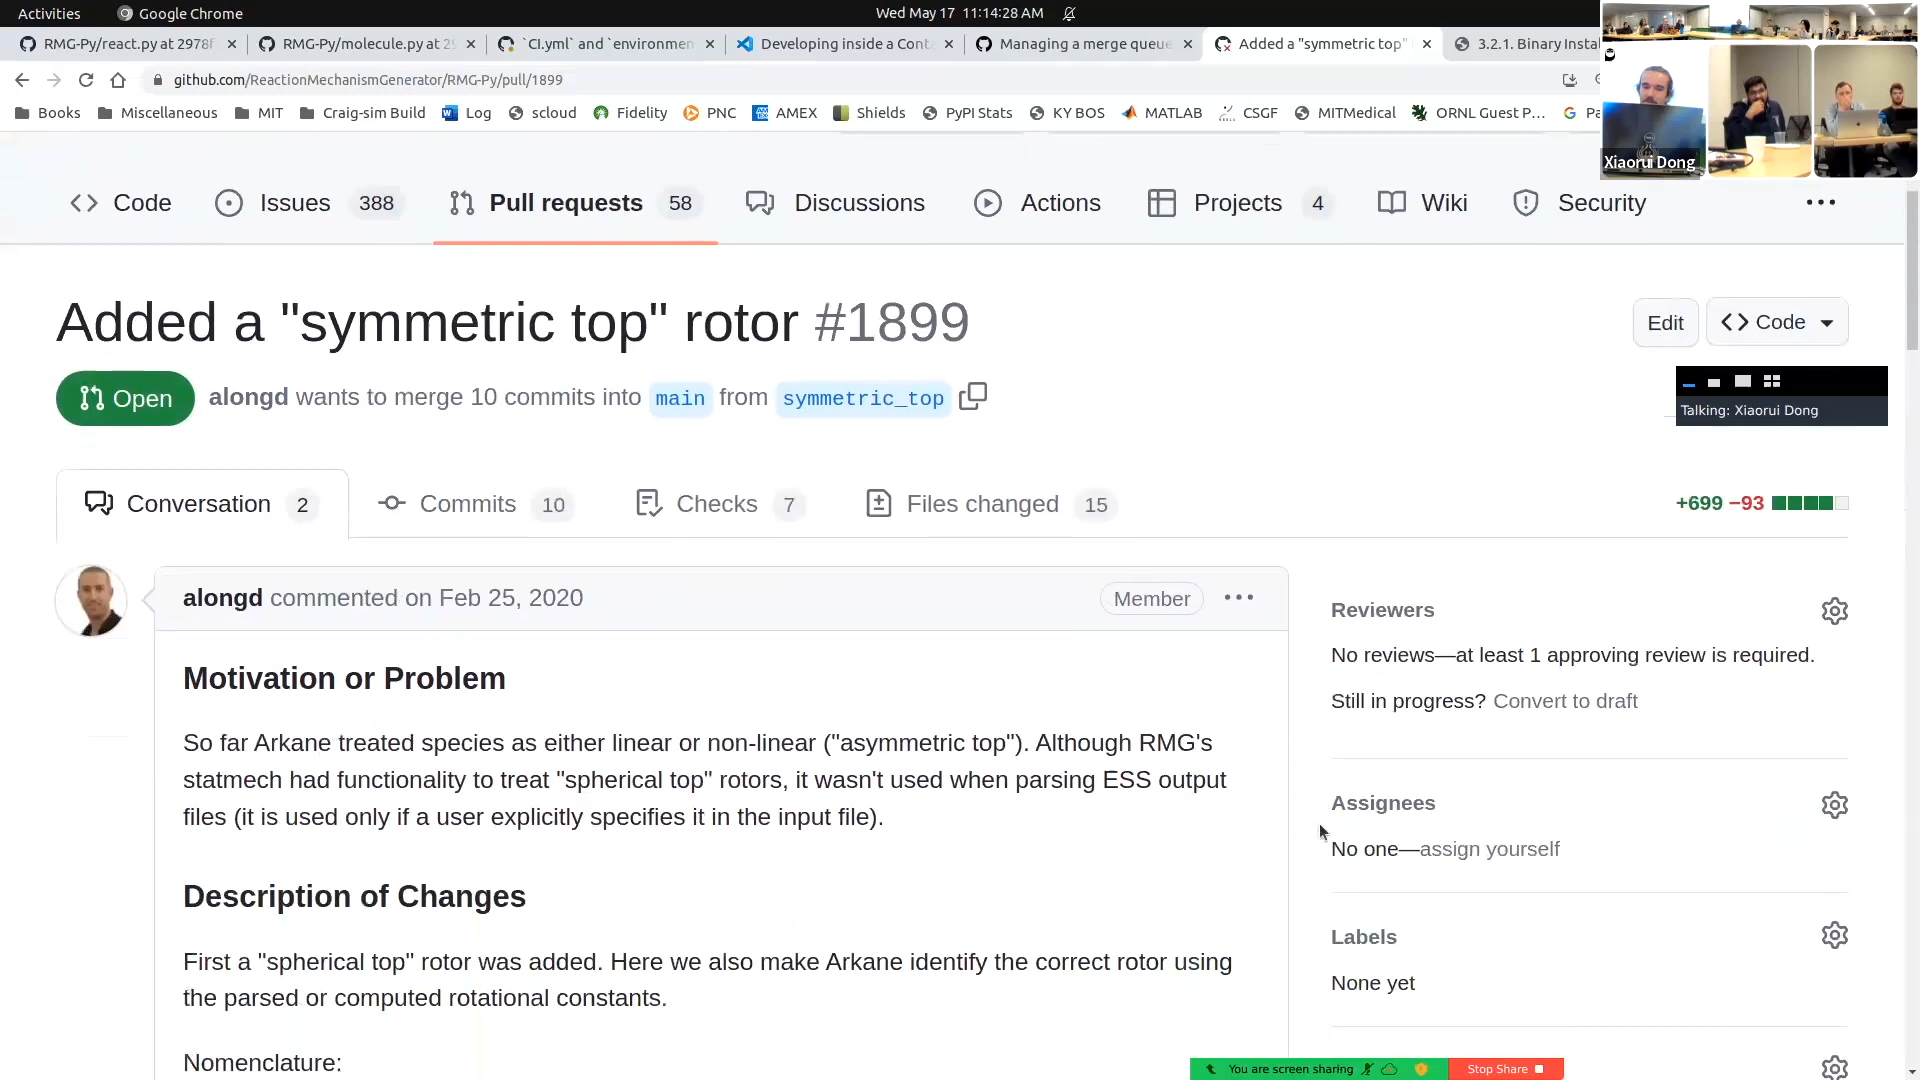 Activities
Google Chrome
Wed May 17 11:14:28 AM
RMG-Py/react.py at 2978f
RMG-Py/molecule.py at 29
`CI.yml` and `environmen
Developing inside a Conta
Managing a merge queue
Added a "symmetric top"
3.2.1. Binary Insta
github.com/ReactionMechanismGenerator/RMG-Py/pull/1899
Books
Miscellaneous
MIT
Craig-sim Build
Log
scloud
Fidelity
PNC
AMEX
Shields
PyPI Stats
KY BOS
MATLAB
CSGF
MITMedical
ORNL Guest P...
Xiaorui Dong
Code
Issues 388
Pull requests 58
Discussions
Actions
Projects 4
Wiki
Security
Added a "symmetric top" rotor #1899
Edit
Code
Open
alongd wants to merge 10 commits into main from symmetric_top
Talking: Xiaorui Dong
Conversation 2
Commits 10
Checks 7
Files changed 15
+699 −93
alongd commented on Feb 25, 2020
Member
Motivation or Problem
So far Arkane treated species as either linear or non-linear ("asymmetric top"). Although RMG's
statmech had functionality to treat "spherical top" rotors, it wasn't used when parsing ESS output
files (it is used only if a user explicitly specifies it in the input file).
Description of Changes
First a "spherical top" rotor was added. Here we also make Arkane identify the correct rotor using
the parsed or computed rotational constants.
Nomenclature:
Reviewers
No reviews—at least 1 approving review is required.
Still in progress? Convert to draft
Assignees
No one—assign yourself
Labels
None yet
You are screen sharing
Stop Share